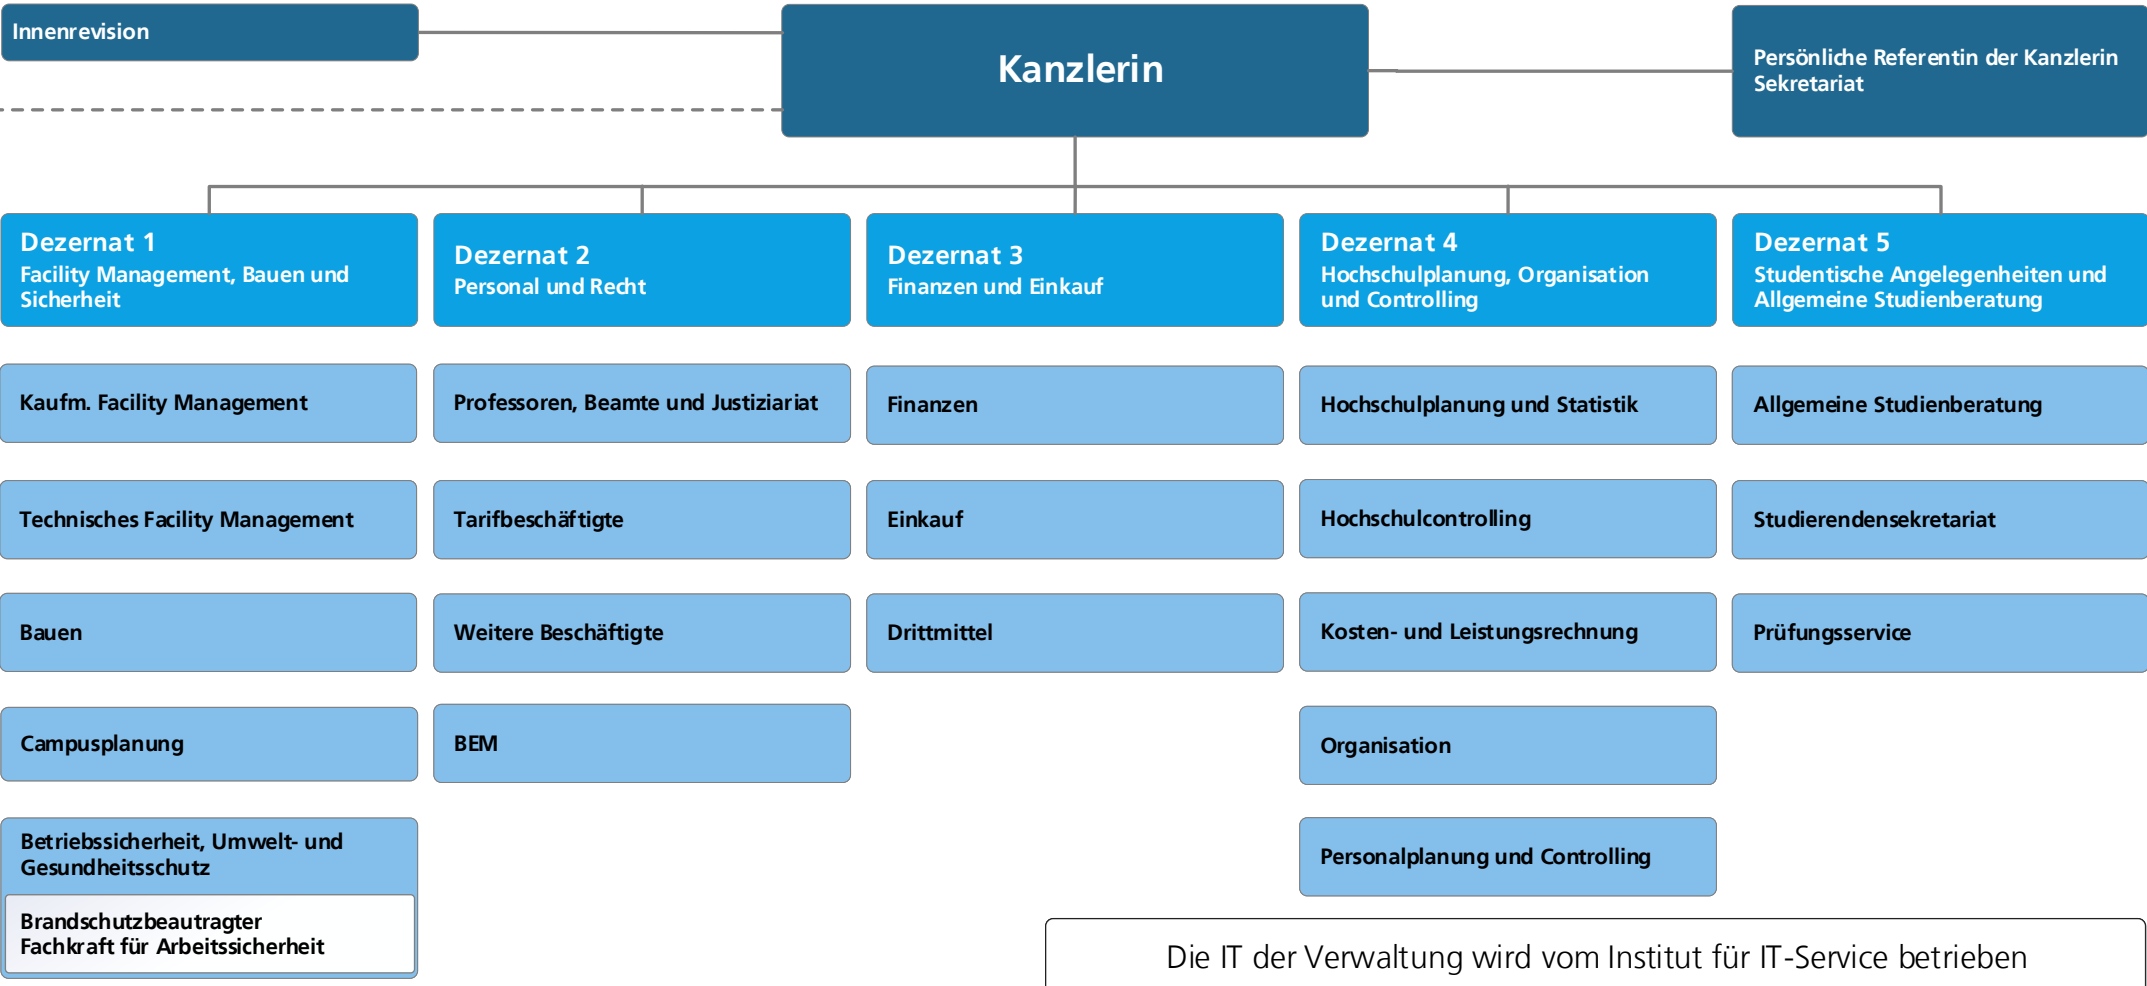 Innenrevision
Kanzlerin
Persönliche Referentin der Kanzlerin
Sekretariat
Dezernat 1
Facility Management, Bauen und
Sicherheit
Kaufm. Facility Management
Technisches Facility Management
Bauen
Campusplanung
Betriebssicherheit, Umwelt- und
Gesundheitsschutz
Brandschutzbeautragter
Fachkraft für Arbeitssicherheit
Dezernat 2
Personal und Recht
Professoren, Beamte und Justiziariat
Tarifbeschäftigte
Weitere Beschäftigte
BEM
Dezernat 3
Finanzen und Einkauf
Finanzen
Einkauf
Drittmittel
Dezernat 4
Hochschulplanung, Organisation
und Controlling
Hochschulplanung und Statistik
Hochschulcontrolling
Kosten- und Leistungsrechnung
Organisation
Personalplanung und Controlling
Dezernat 5
Studentische Angelegenheiten und
Allgemeine Studienberatung
Allgemeine Studienberatung
Studierendensekretariat
Prüfungsservice
Die IT der Verwaltung wird vom Institut für IT-Service betrieben